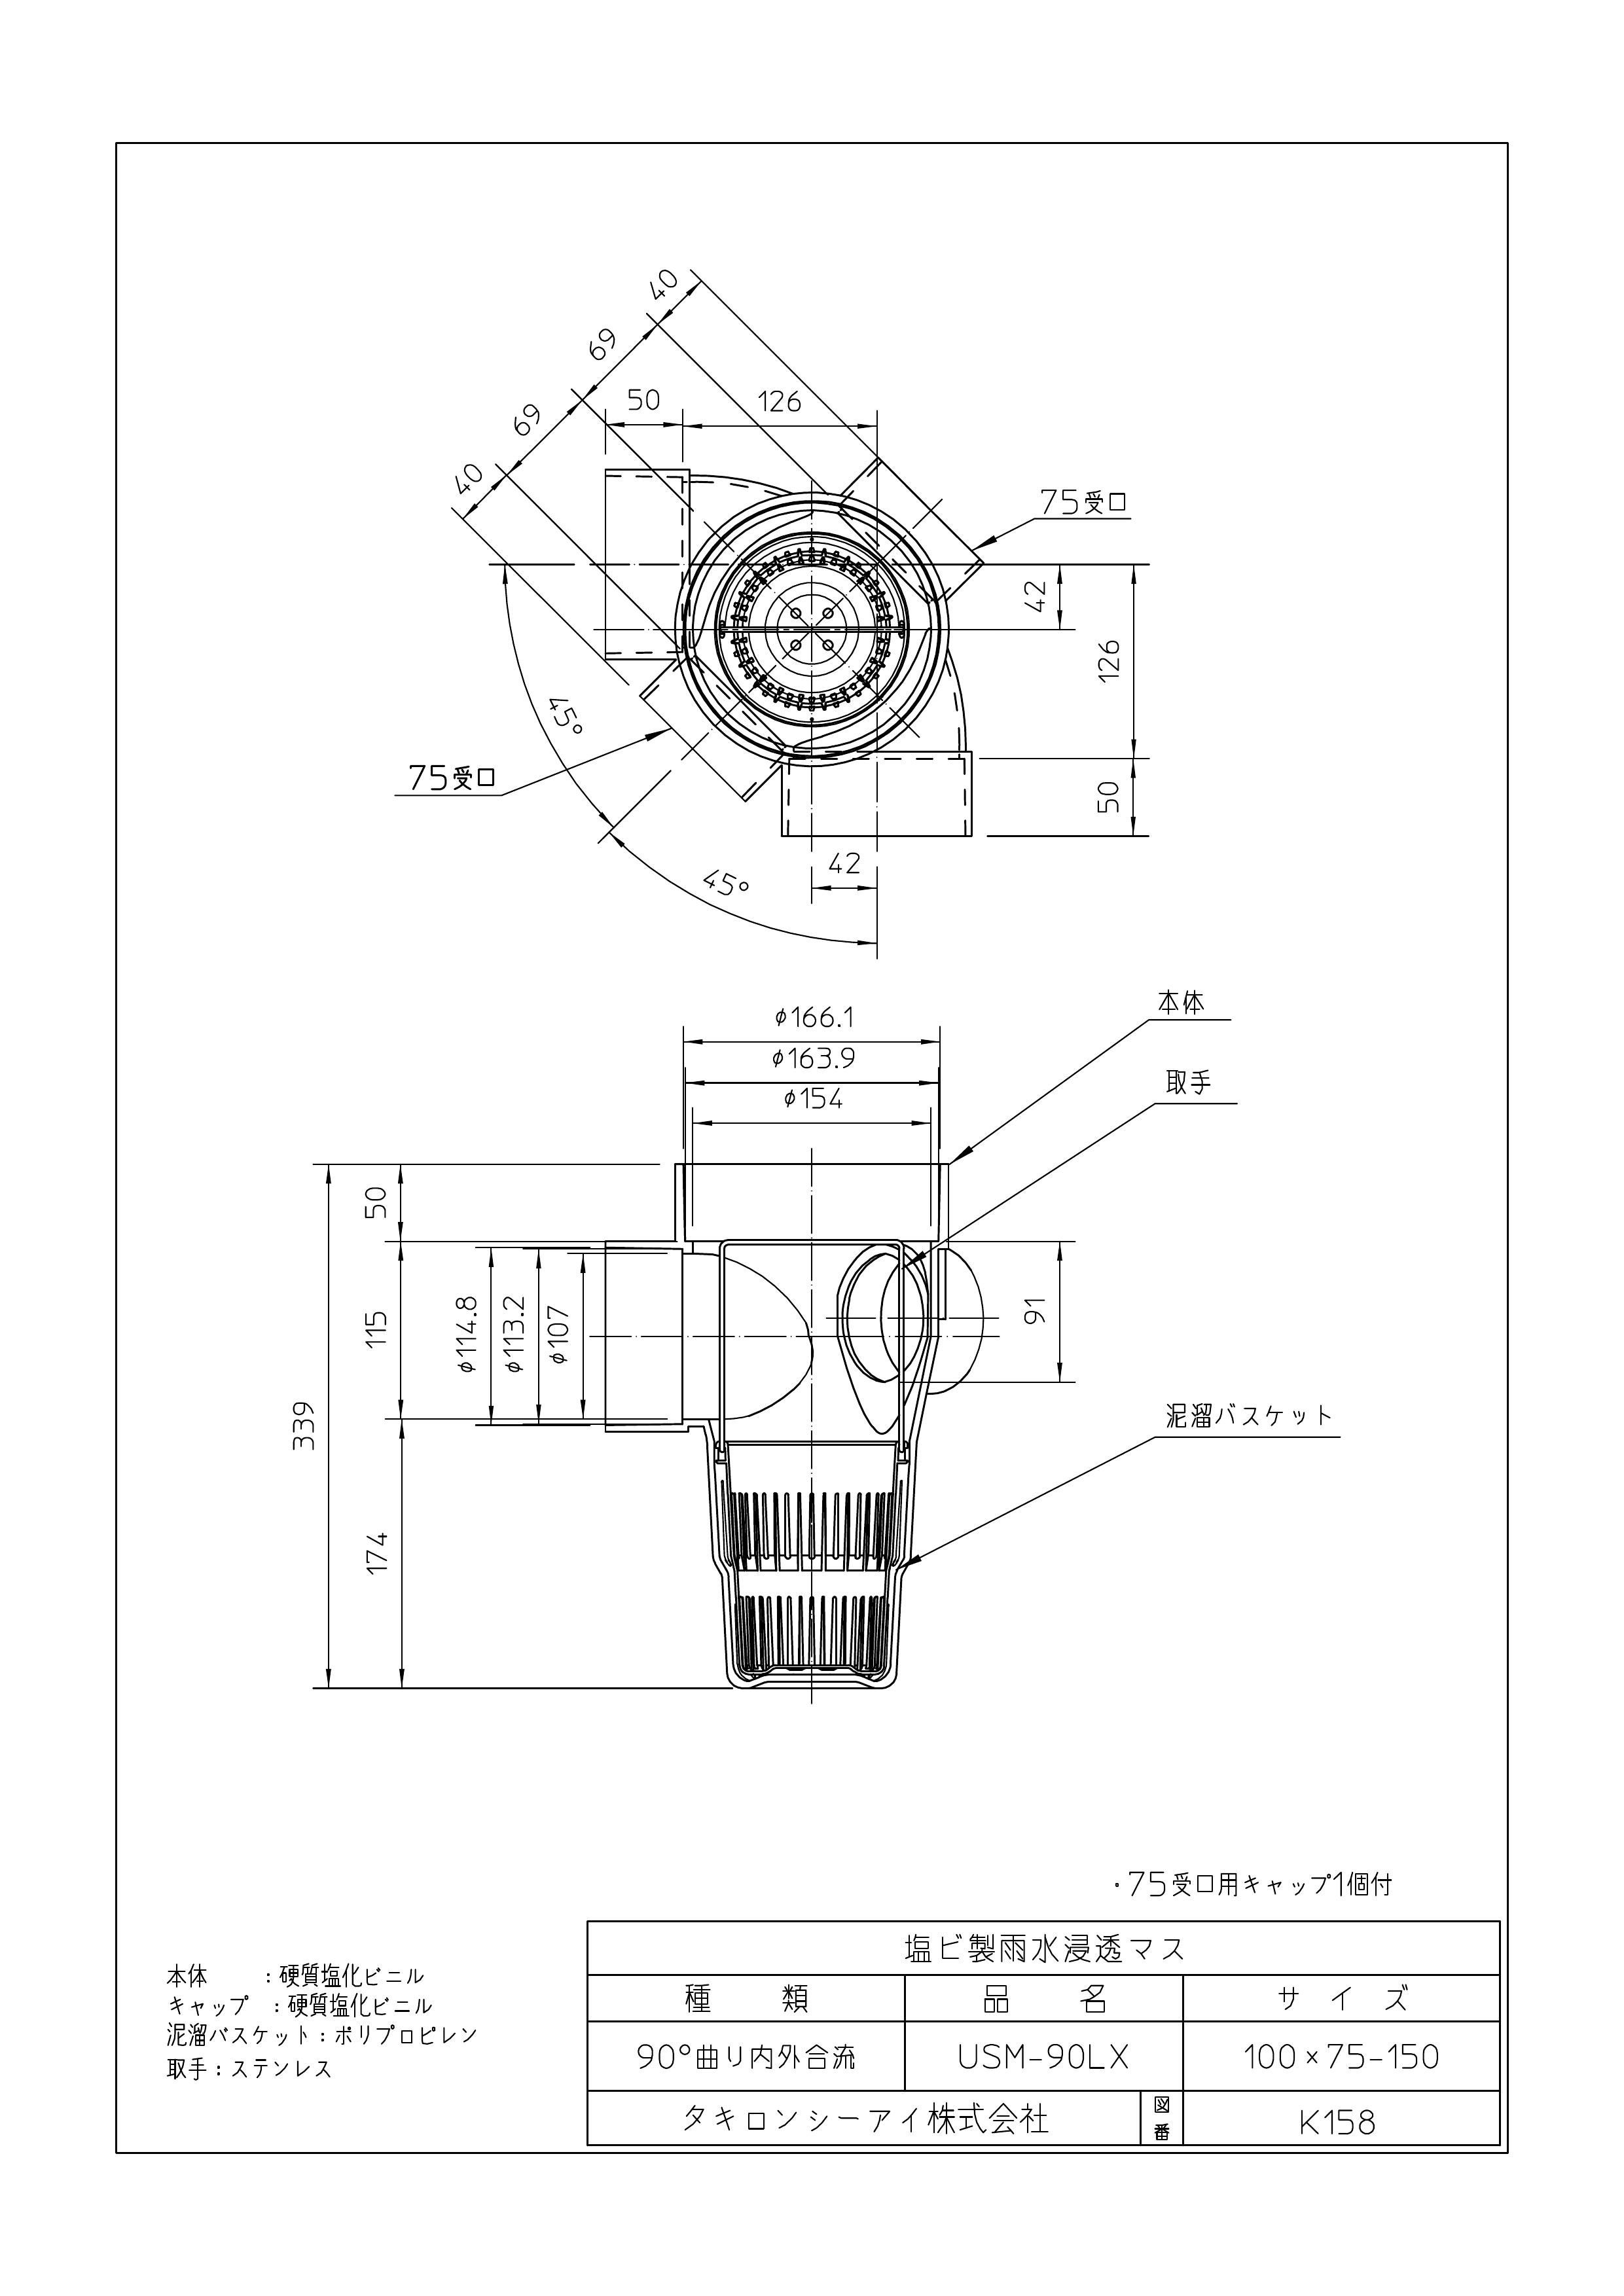 40
69
69
40
50
126
75受口
42
126
50
45°
75受口
45°
42
本体
φ166.1
φ163.9
φ154
取手
50
115
φ114.8
φ113.2
φ107
91
339
174
泥溜バスケット
・75受口用キャップ1個付
塩ビ製雨水浸透マス
種類 品名 サイズ
90°曲り内外合流 USM-90LX 100×75-150
タキロンシーアイ株式会社 図番 K158
本体 :硬質塩化ビニル
キャップ :硬質塩化ビニル
泥溜バスケット:ポリプロピレン
取手:ステンレス